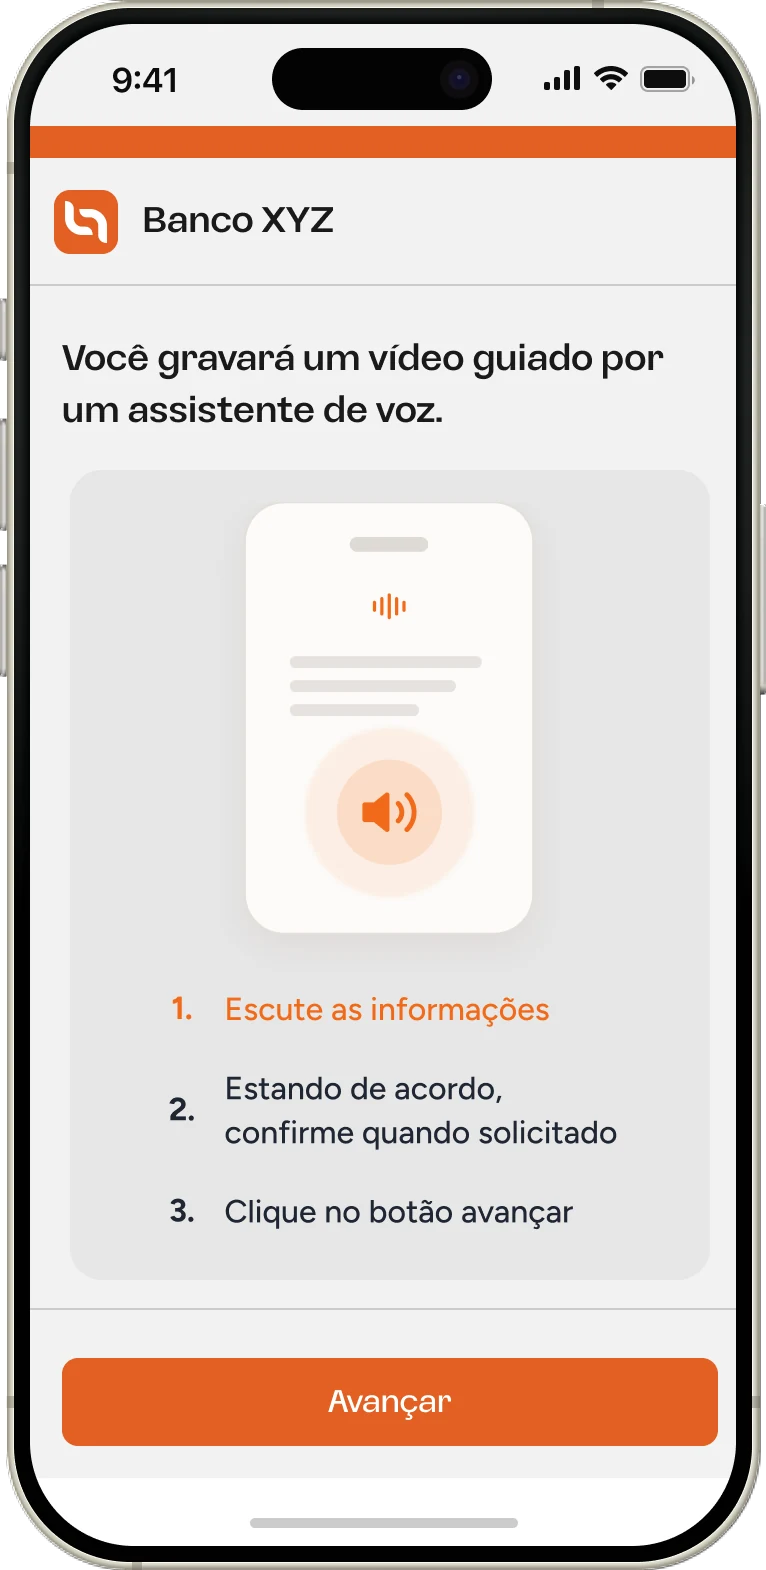 9:41
Banco XYZ
Você gravará um vídeo guiado por
um assistente de voz.
1. Escute as informações
2. Estando de acordo,
confirme quando solicitado
3. Clique no botão avançar
Avançar